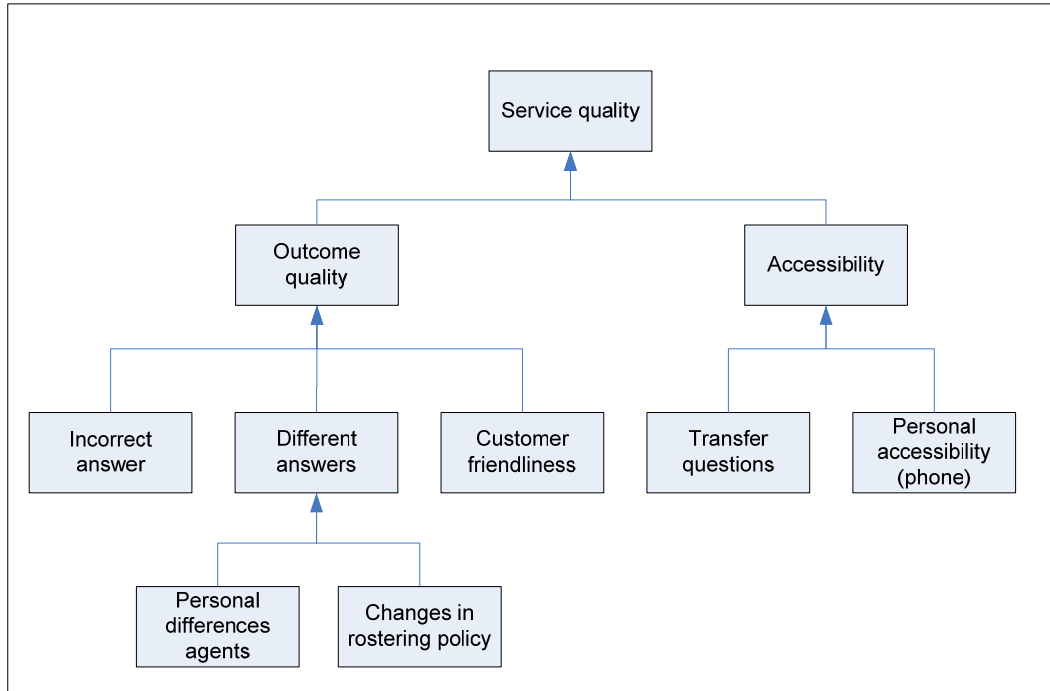 Service quality
Outcome
quality
Accessibility
Incorrect
answer
Different
answers
Customer
friendliness
Transfer
questions
Personal
accessibility
(phone)
Personal
differences
agents
Changes in
rostering policy